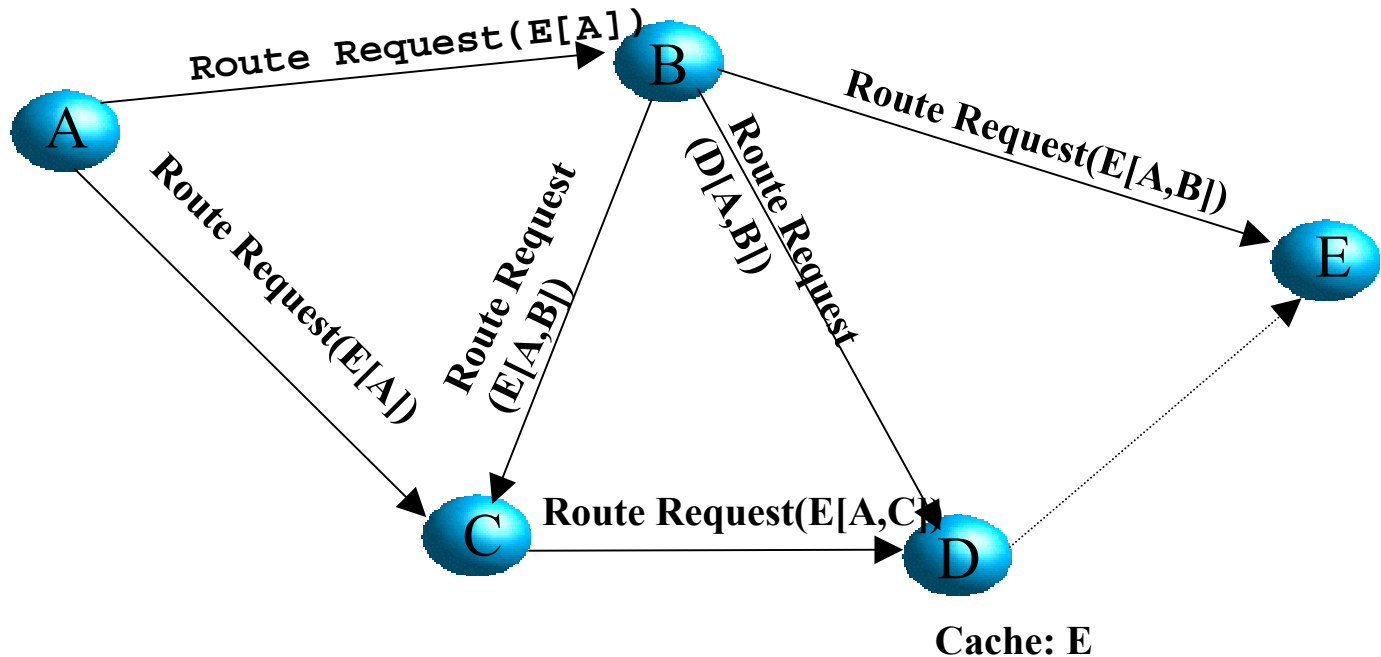 Route Request(E[A])
B
A
Route Request(E[A,B])
Route Request(E[A])
Route Request
(E[A,B])
Route Request
(D[A,B])
E
Route Request(E[A,C])
C
D
Cache: E